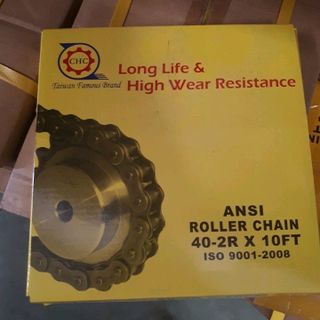 CHC
Taiwan Famous Brand
Long Life &
High Wear Resistance
ANSI
ROLLER CHAIN
40-2R X 10FT
ISO 9001-2008